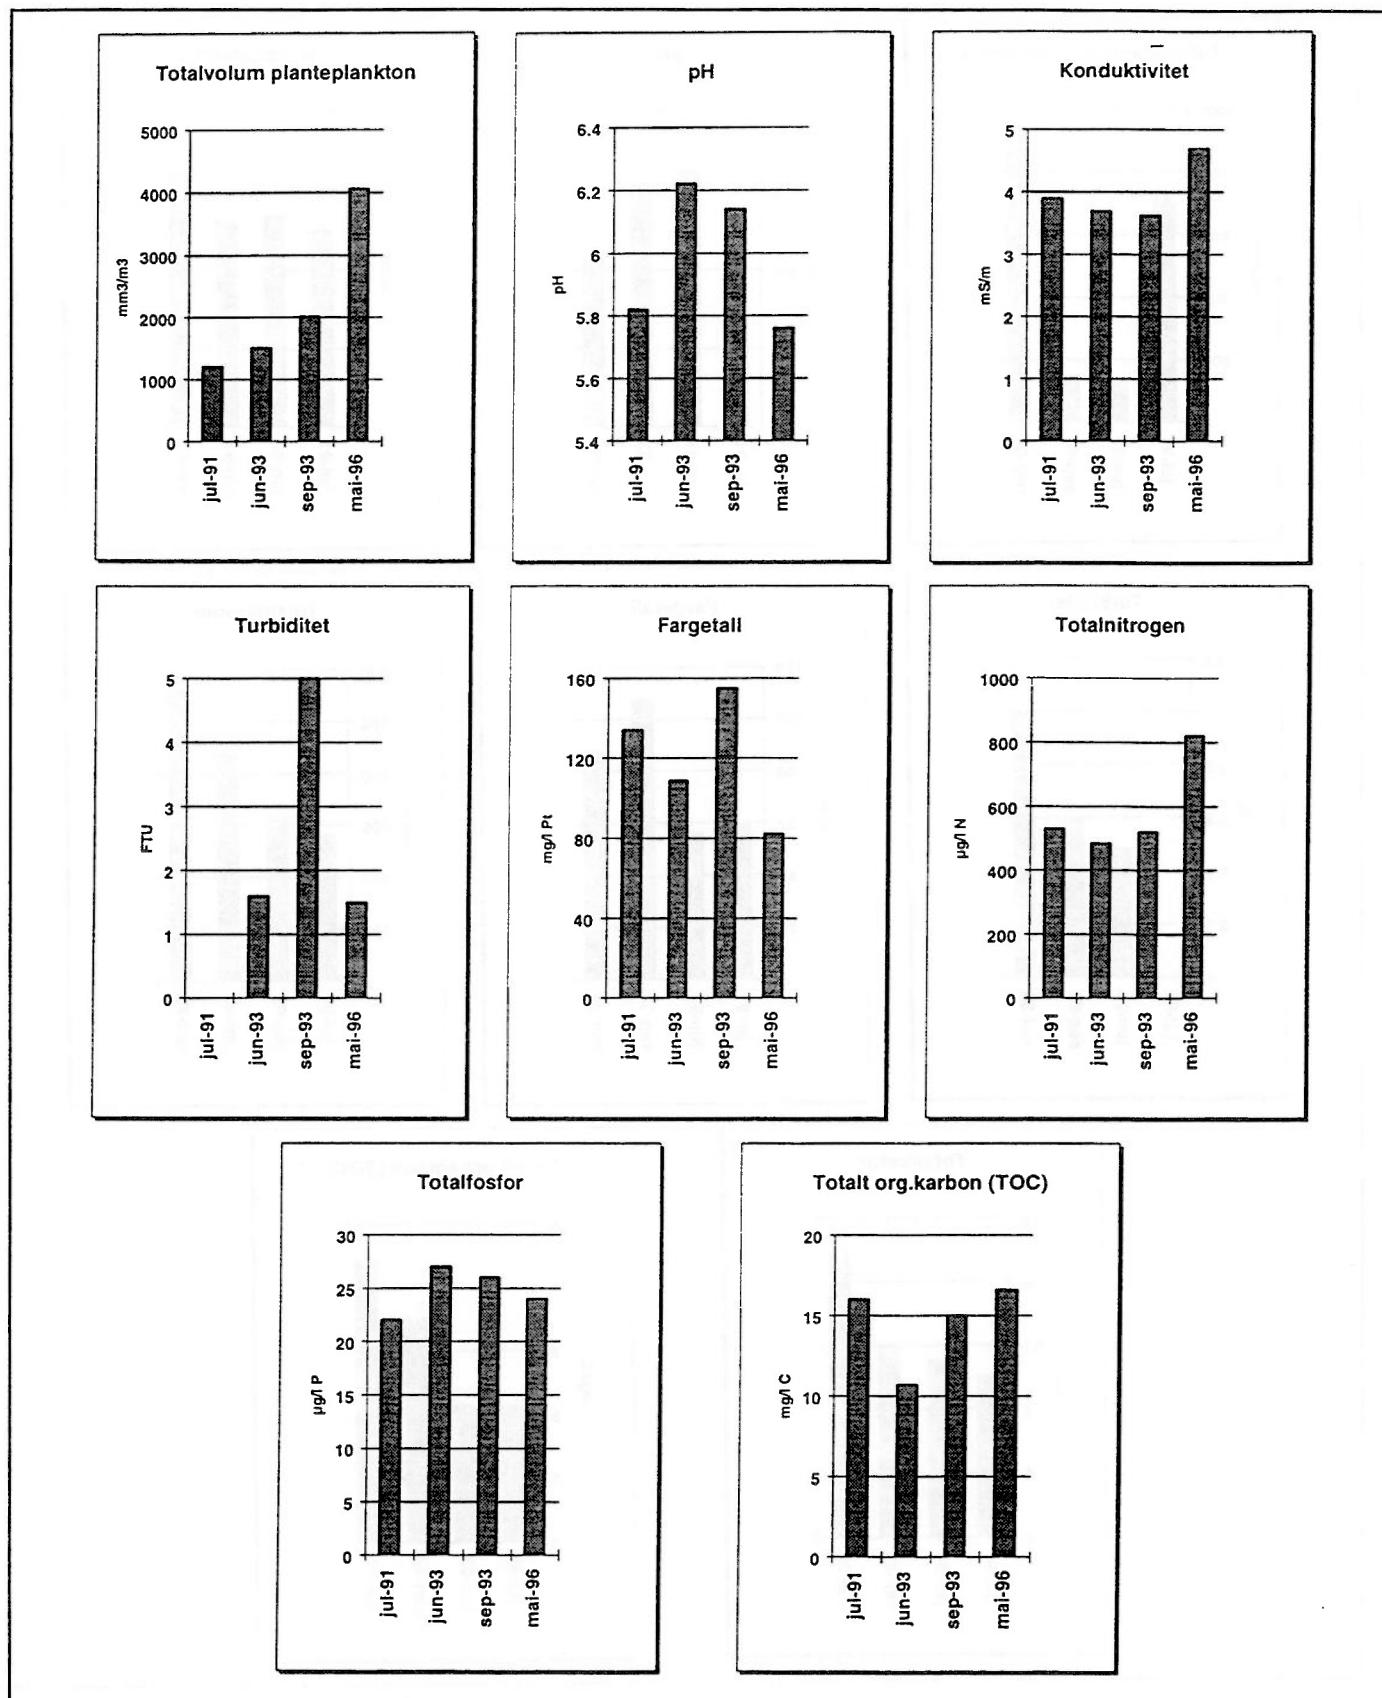 Totalvolum planteplankton
mm3/m3
5000
4000
3000
2000
1000
0
jul-91
jun-93
sep-93
mai-96
pH
pH
6.4
6.2
6
5.8
5.6
5.4
jul-91
jun-93
sep-93
mai-96
Konduktivitet
mS/m
5
4
3
2
1
0
jul-91
jun-93
sep-93
mai-96
Turbiditet
FTU
5
4
3
2
1
0
jul-91
jun-93
sep-93
mai-96
Fargetall
mg/l Pt
160
120
80
40
0
jul-91
jun-93
sep-93
mai-96
Totalnitrogen
µg/l N
1000
800
600
400
200
0
jul-91
jun-93
sep-93
mai-96
Totalfosfor
µg/l P
30
25
20
15
10
5
0
jul-91
jun-93
sep-93
mai-96
Totalt org.karbon (TOC)
mg/l C
20
15
10
5
0
jul-91
jun-93
sep-93
mai-96